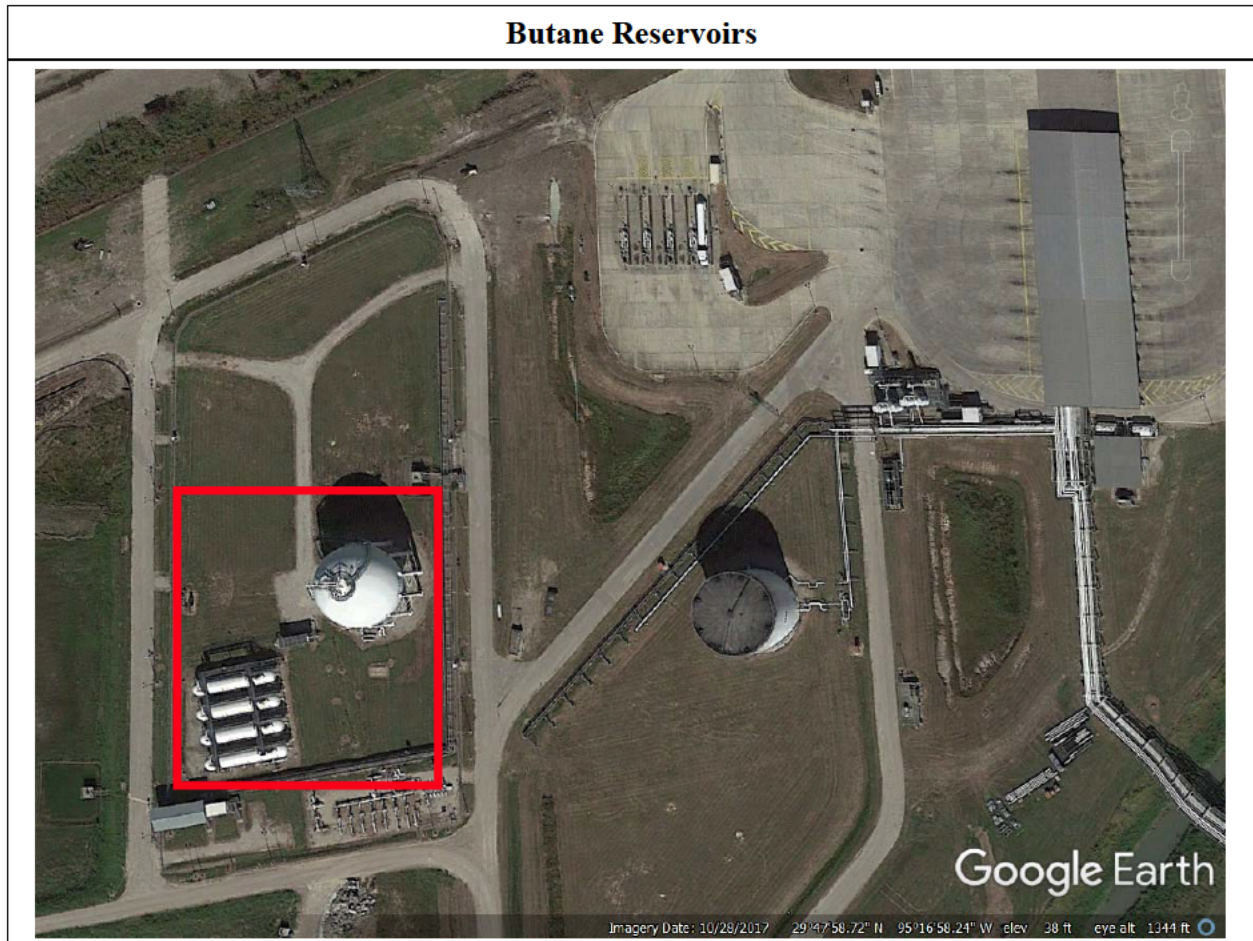 Butane Reservoirs
Google Earth
Imagery Date: 10/28/2017   29°47'58.72" N   95°16'58.24" W   elev   38 ft   eye alt   1344 ft